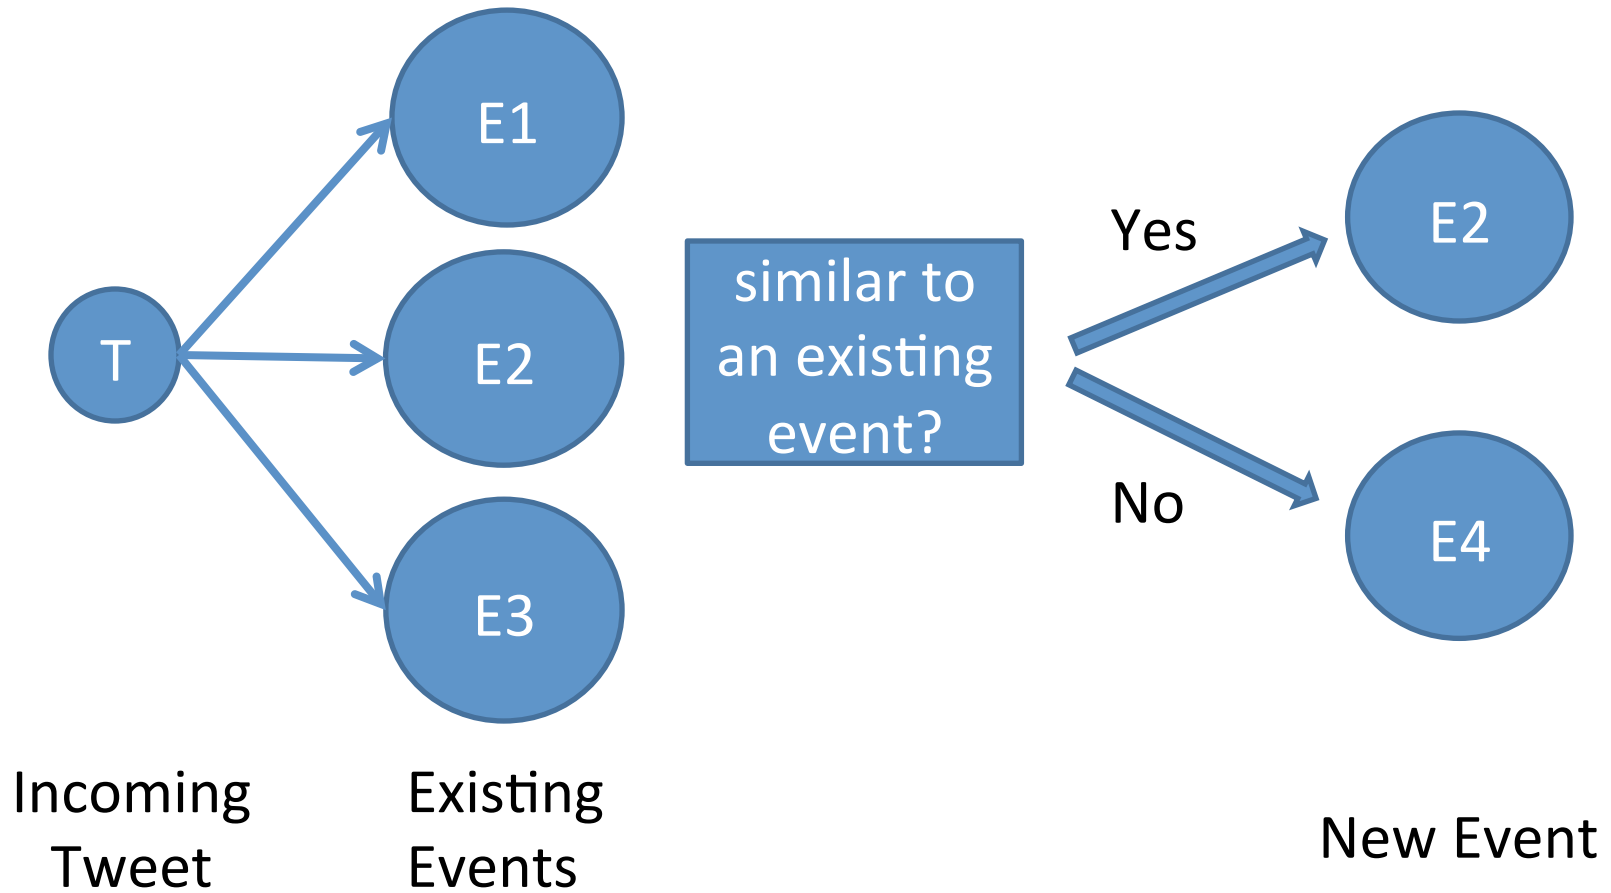 T
E1
E2
E3
similar to
an existing
event?
Yes
No
E2
E4
Incoming
Tweet
Existing
Events
New Event